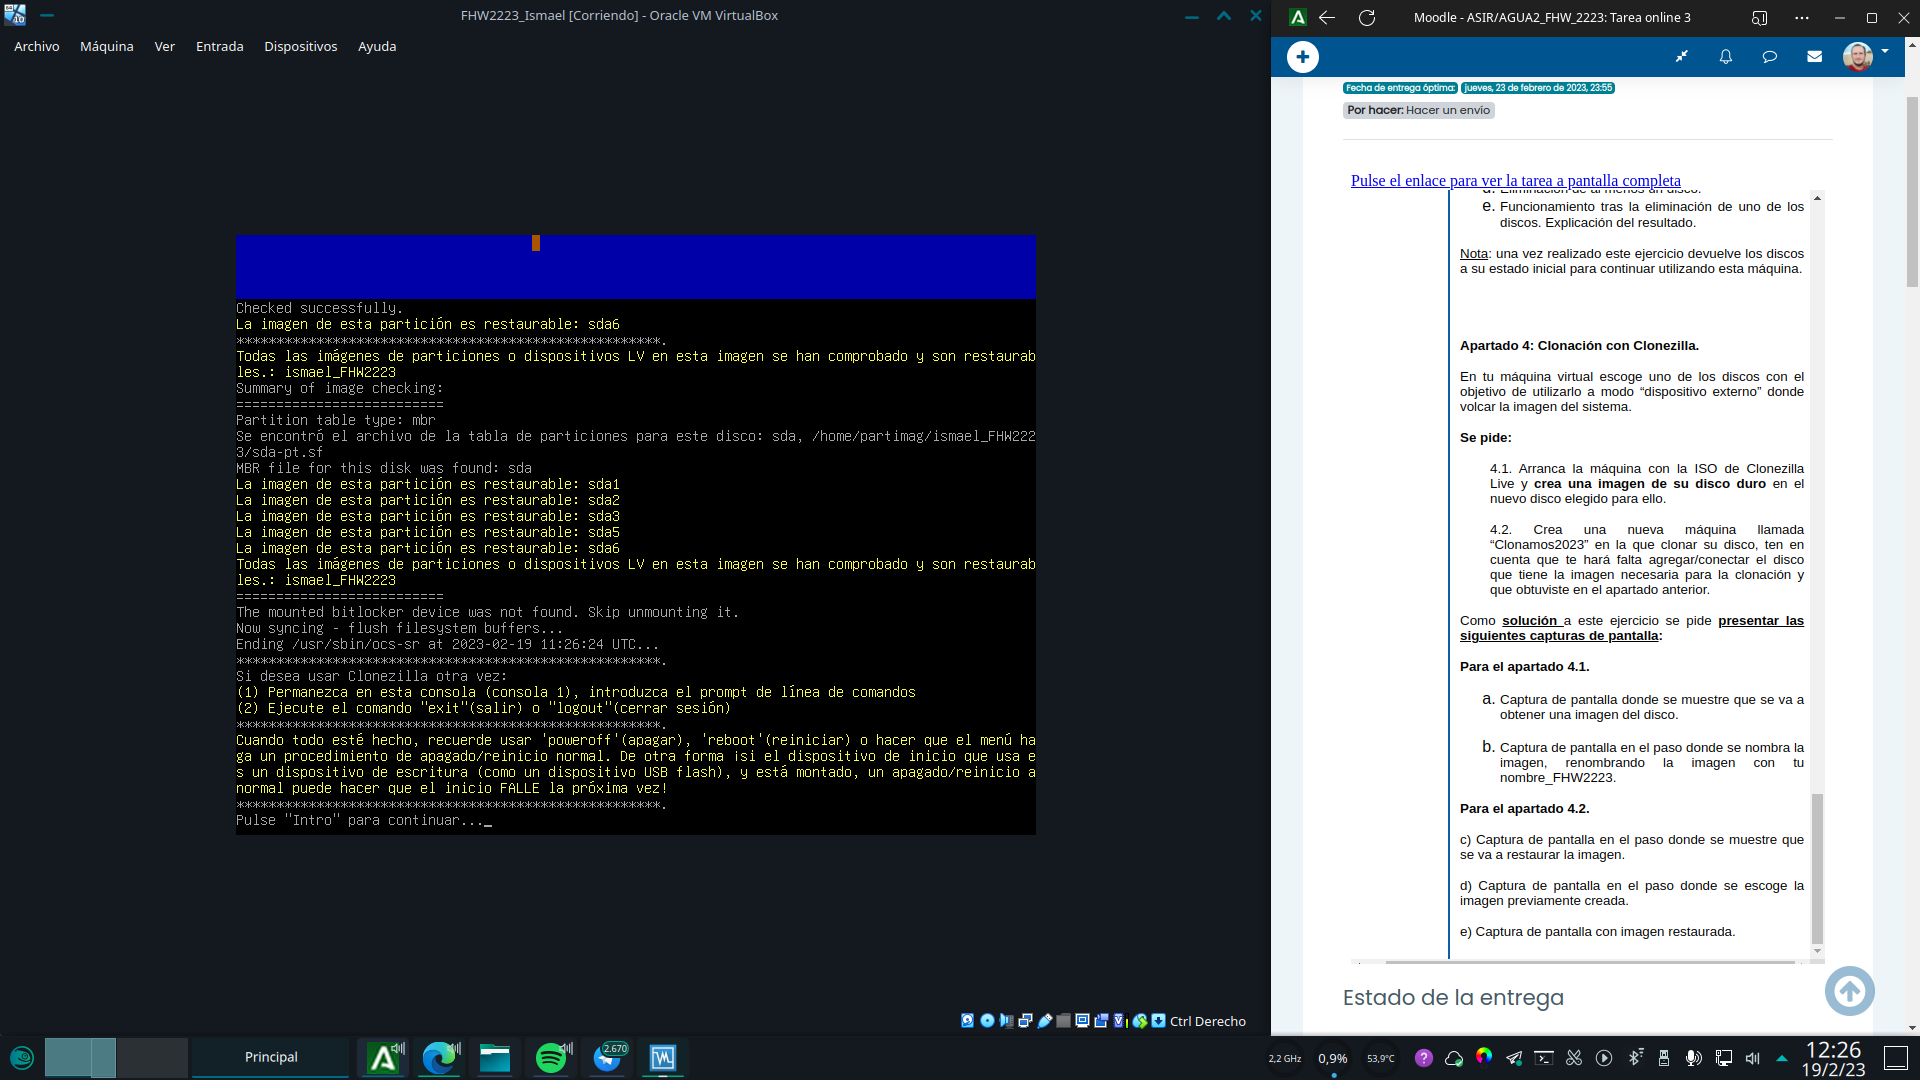 FHW2223_Ismael [Corriendo] - Oracle VM VirtualBox
Archivo Máquina Ver Entrada Dispositivos Ayuda
Checked successfully.
La imagen de esta partición es restaurable: sda6
*****************************************************.
Todas las imágenes de particiones o dispositivos LV en esta imagen se han comprobado y son restaurab
les.: ismael_FHW2223
Summary of image checking:
==========================
Partition table type: mbr
Se encontró el archivo de la tabla de particiones para este disco: sda, /home/partimag/ismael_FHW222
3/sda-pt.sf
MBR file for this disk was found: sda
La imagen de esta partición es restaurable: sda1
La imagen de esta partición es restaurable: sda2
La imagen de esta partición es restaurable: sda3
La imagen de esta partición es restaurable: sda5
La imagen de esta partición es restaurable: sda6
Todas las imágenes de particiones o dispositivos LV en esta imagen se han comprobado y son restaurab
les.: ismael_FHW2223
==========================
The mounted bitlocker device was not found. Skip unmounting it.
Now syncing - flush filesystem buffers...
Ending /usr/sbin/ocs-sr at 2023-02-19 11:26:24 UTC...
*****************************************************.
Si desea usar Clonezilla otra vez:
(1) Permanezca en esta consola (consola 1), introduzca el prompt de línea de comandos
(2) Ejecute el comando "exit"(salir) o "logout"(cerrar sesión)
*****************************************************.
Cuando todo esté hecho, recuerde usar 'poweroff'(apagar), 'reboot'(reiniciar) o hacer que el menú ha
ga un procedimiento de apagado/reinicio normal. De otra forma ¡si el dispositivo de inicio que usa e
s un dispositivo de escritura (como un dispositivo USB flash), y está montado, un apagado/reinicio a
normal puede hacer que el inicio FALLE la próxima vez!
*****************************************************.
Pulse "Intro" para continuar..._
Ctrl Derecho
Moodle - ASIR/AGUA2_FHW_2223: Tarea online 3
Fecha de entrega óptima: jueves, 23 de febrero de 2023, 23:55
Por hacer: Hacer un envío
Pulse el enlace para ver la tarea a pantalla completa
d. Eliminación de al menos un disco.
e. Funcionamiento tras la eliminación de uno de los
discos. Explicación del resultado.
Nota: una vez realizado este ejercicio devuelve los discos
a su estado inicial para continuar utilizando esta máquina.
Apartado 4: Clonación con Clonezilla.
En tu máquina virtual escoge uno de los discos con el
objetivo de utilizarlo a modo “dispositivo externo” donde
volcar la imagen del sistema.
Se pide:
4.1. Arranca la máquina con la ISO de Clonezilla
Live y crea una imagen de su disco duro en el
nuevo disco elegido para ello.
4.2. Crea una nueva máquina llamada
“Clonamos2023” en la que clonar su disco, ten en
cuenta que te hará falta agregar/conectar el disco
que tiene la imagen necesaria para la clonación y
que obtuviste en el apartado anterior.
Como solución a este ejercicio se pide presentar las
siguientes capturas de pantalla:
Para el apartado 4.1.
a. Captura de pantalla donde se muestre que se va a
obtener una imagen del disco.
b. Captura de pantalla en el paso donde se nombra la
imagen, renombrando la imagen con tu
nombre_FHW2223.
Para el apartado 4.2.
c) Captura de pantalla en el paso donde se muestre que
se va a restaurar la imagen.
d) Captura de pantalla en el paso donde se escoge la
imagen previamente creada.
e) Captura de pantalla con imagen restaurada.
Estado de la entrega
Principal
2.670
2,2 GHz
0,9%
53,9°C
12:26
19/2/23